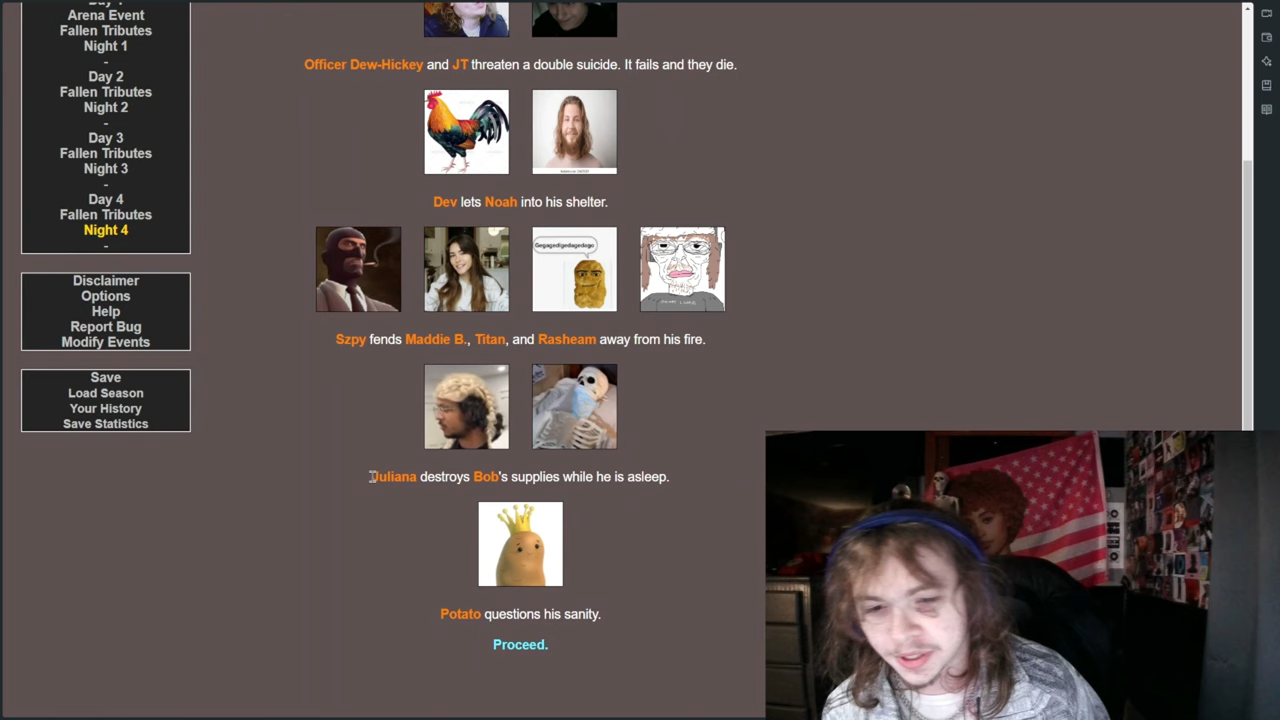 Arena Event
Fallen Tributes
Night 1
-
Day 2
Fallen Tributes
Night 2
-
Day 3
Fallen Tributes
Night 3
-
Day 4
Fallen Tributes
Night 4
-
Disclaimer
Options
Help
Report Bug
Modify Events
Save
Load Season
Your History
Save Statistics
Officer Dew-Hickey and JT threaten a double suicide. It fails and they die.
Dev lets Noah into his shelter.
Gegagedigedagedago
Szpy fends Maddie B., Titan, and Rasheam away from his fire.
Juliana destroys Bob's supplies while he is asleep.
Potato questions his sanity.
Proceed.